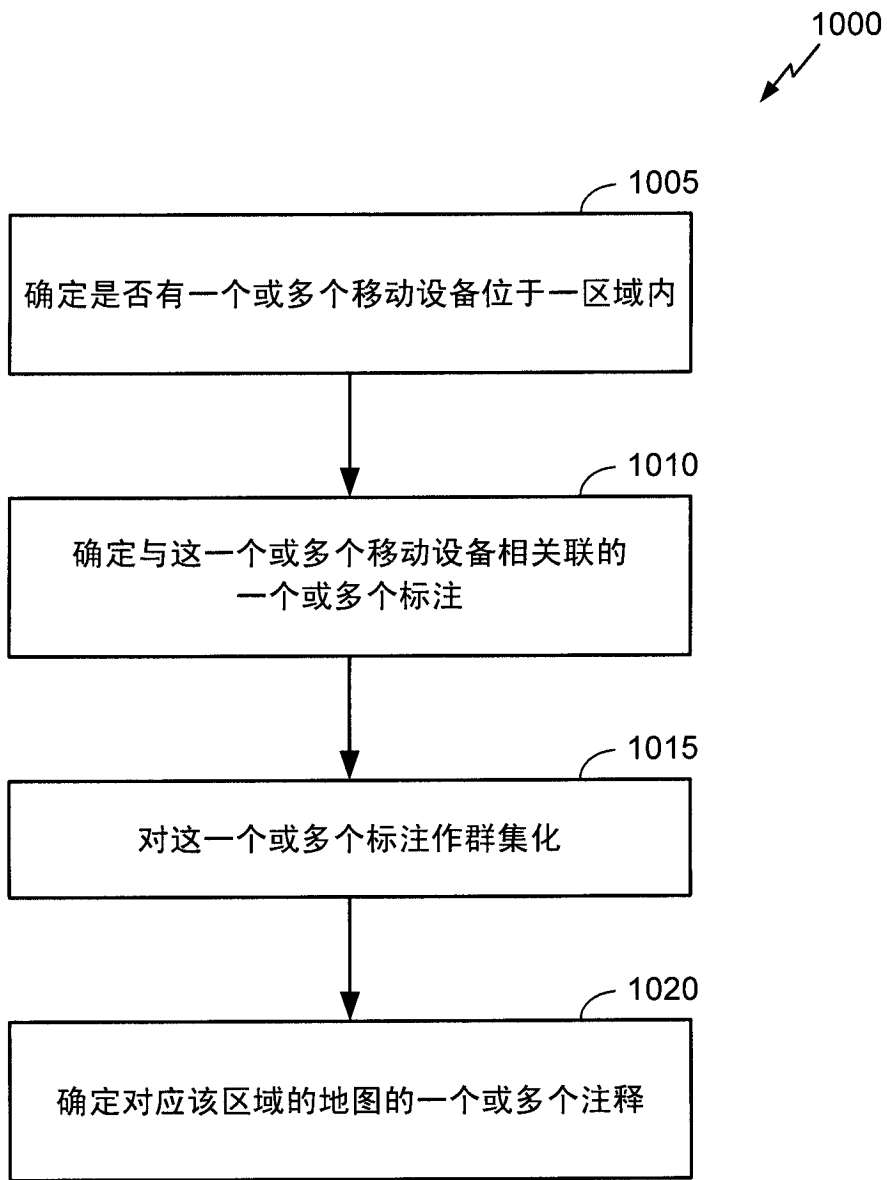 1000
1005
确定是否有一个或多个移动设备位于一区域内
1010
确定与这一个或多个移动设备相关联的
一个或多个标注
1015
对这一个或多个标注作群集化
1020
确定对应该区域的地图的一个或多个注释